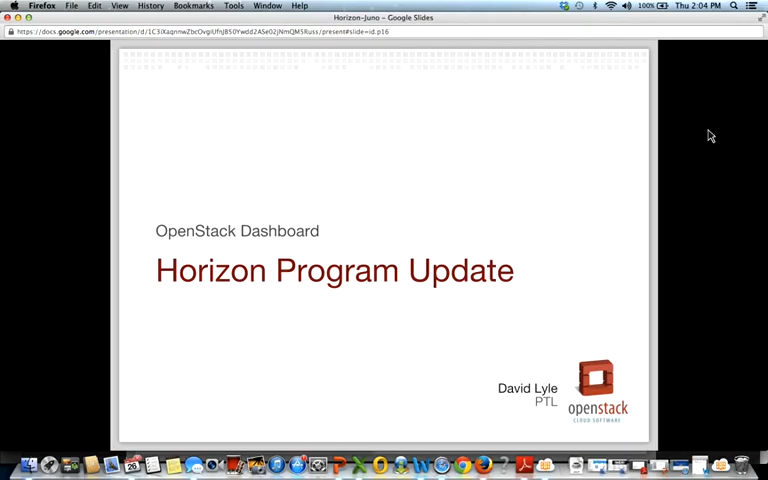 Firefox File Edit View History Bookmarks Tools Window Help 100% Thu 2:04 PM
Horizon-Juno – Google Slides
OpenStack Dashboard
Horizon Program Update
David Lyle
PTL
openstack
CLOUD SOFTWARE